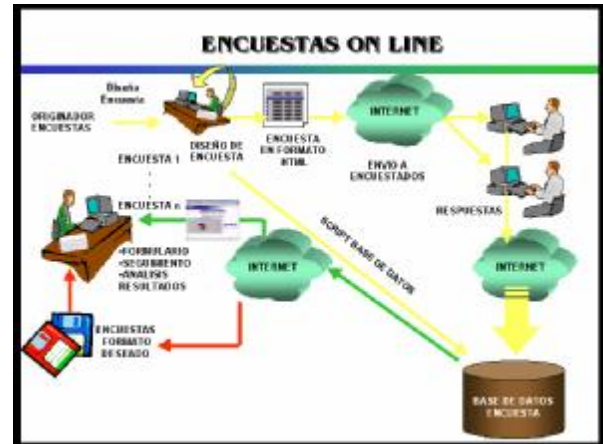 ENCUESTAS ON LINE
Diseño
Encuesta
ORIGINADOR
ENCUESTAS
DISEÑO DE
ENCUESTA
ENCUESTA
EN FORMATO
HTML
INTERNET
ENVIO A
ENCUESTADOS
ENCUESTA 1
ENCUESTA n
RESPUESTAS
SCRIPT BASE DE DATOS
•FORMULARIO
•SEGUIMIENTO
•ANALISIS
RESULTADOS
INTERNET
INTERNET
ENCUESTAS
FORMATO
DESEADO
BASE DE DATOS
ENCUESTA